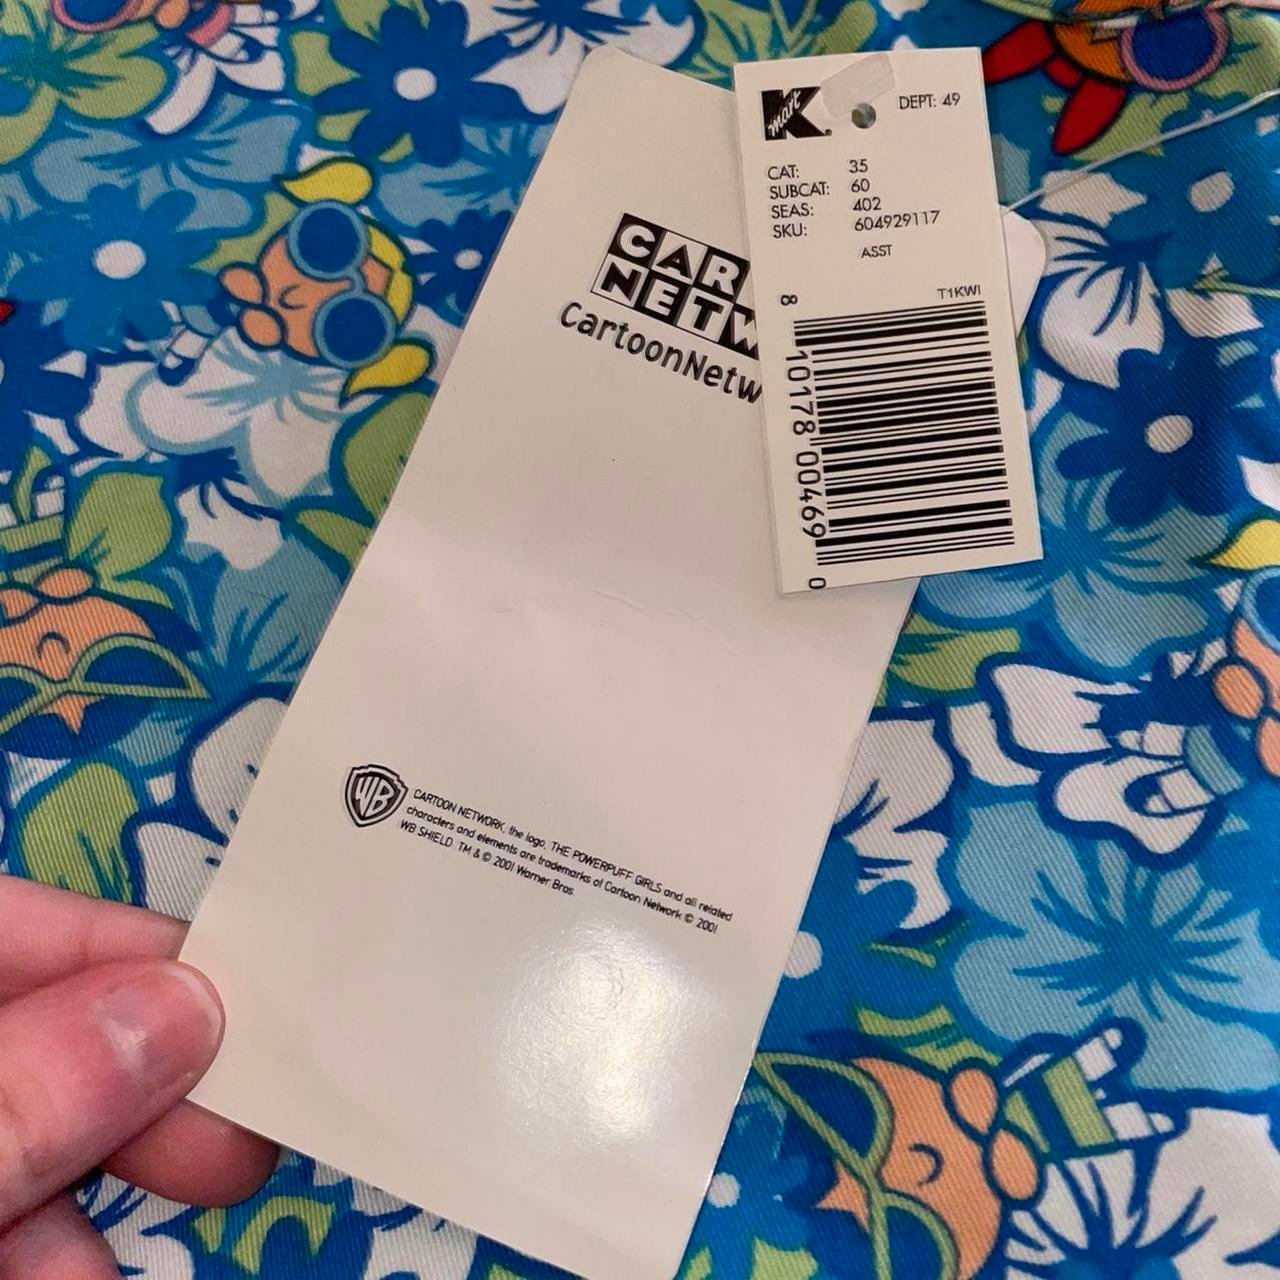 Kmart
DEPT: 49
CAT: 35
SUBCAT: 60
SEAS: 402
SKU: 604929117
ASST
T1KWI
8 10178 00469 0
CAR
NETW
CartoonNetw
WB
CARTOON NETWORK, the logo, THE POWERPUFF GIRLS and all related
characters and elements are trademarks of Cartoon Network © 2001.
WB SHIELD: TM & © 2001 Warner Bros.